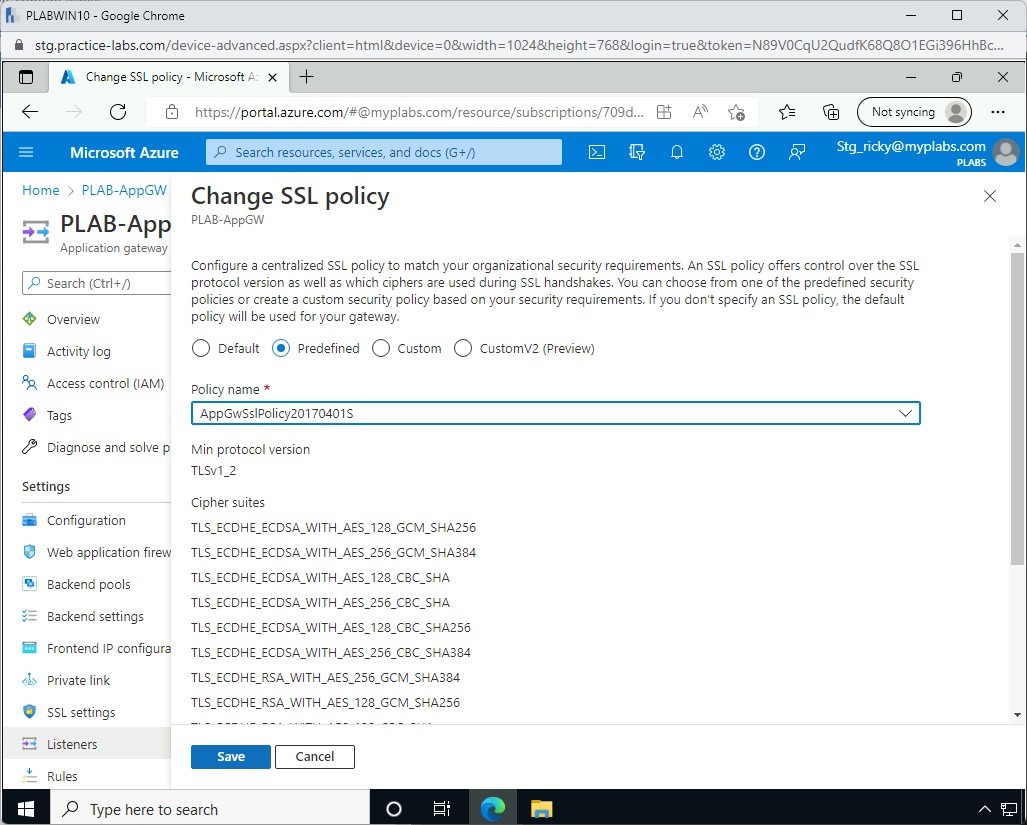 PLABWIN10 - Google Chrome
stg.practice-labs.com/device-advanced.aspx?client=html&device=0&width=1024&height=768&login=true&token=N89V0CqU2QudfK68Q8O1EGi396HhBc...
Change SSL policy - Microsoft A
https://portal.azure.com/#@myplabs.com/resource/subscriptions/709d...
Not syncing
Microsoft Azure
Search resources, services, and docs (G+/)
Stg_ricky@myplabs.com
PLABS
Home > PLAB-AppGW
PLAB-App
Application gateway
Search (Ctrl+/)
Overview
Activity log
Access control (IAM)
Tags
Diagnose and solve p
Settings
Configuration
Web application firew
Backend pools
Backend settings
Frontend IP configura
Private link
SSL settings
Listeners
Rules
Change SSL policy
PLAB-AppGW
Configure a centralized SSL policy to match your organizational security requirements. An SSL policy offers control over the SSL
protocol version as well as which ciphers are used during SSL handshakes. You can choose from one of the predefined security
policies or create a custom security policy based on your security requirements. If you don't specify an SSL policy, the default
policy will be used for your gateway.
Default Predefined Custom CustomV2 (Preview)
Policy name *
AppGwSslPolicy20170401S
Min protocol version
TLSv1_2
Cipher suites
TLS_ECDHE_ECDSA_WITH_AES_128_GCM_SHA256
TLS_ECDHE_ECDSA_WITH_AES_256_GCM_SHA384
TLS_ECDHE_ECDSA_WITH_AES_128_CBC_SHA
TLS_ECDHE_ECDSA_WITH_AES_256_CBC_SHA
TLS_ECDHE_ECDSA_WITH_AES_128_CBC_SHA256
TLS_ECDHE_ECDSA_WITH_AES_256_CBC_SHA384
TLS_ECDHE_RSA_WITH_AES_256_GCM_SHA384
TLS_ECDHE_RSA_WITH_AES_128_GCM_SHA256
Save Cancel
Type here to search